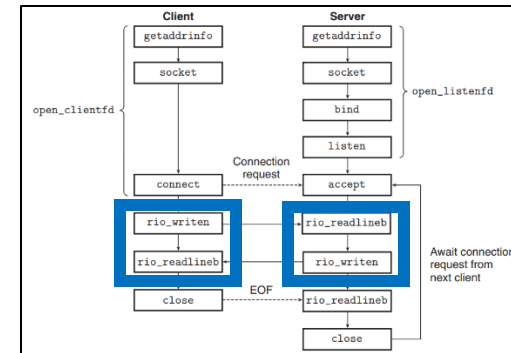 Client Server
getaddrinfo getaddrinfo
socket socket
open_clientfd
open_listenfd
bind
listen
Connection
request
connect accept
rio_writen rio_readlineb
rio_readlineb rio_writen
Await connection
request from
next client
EOF
close rio_readlineb
close